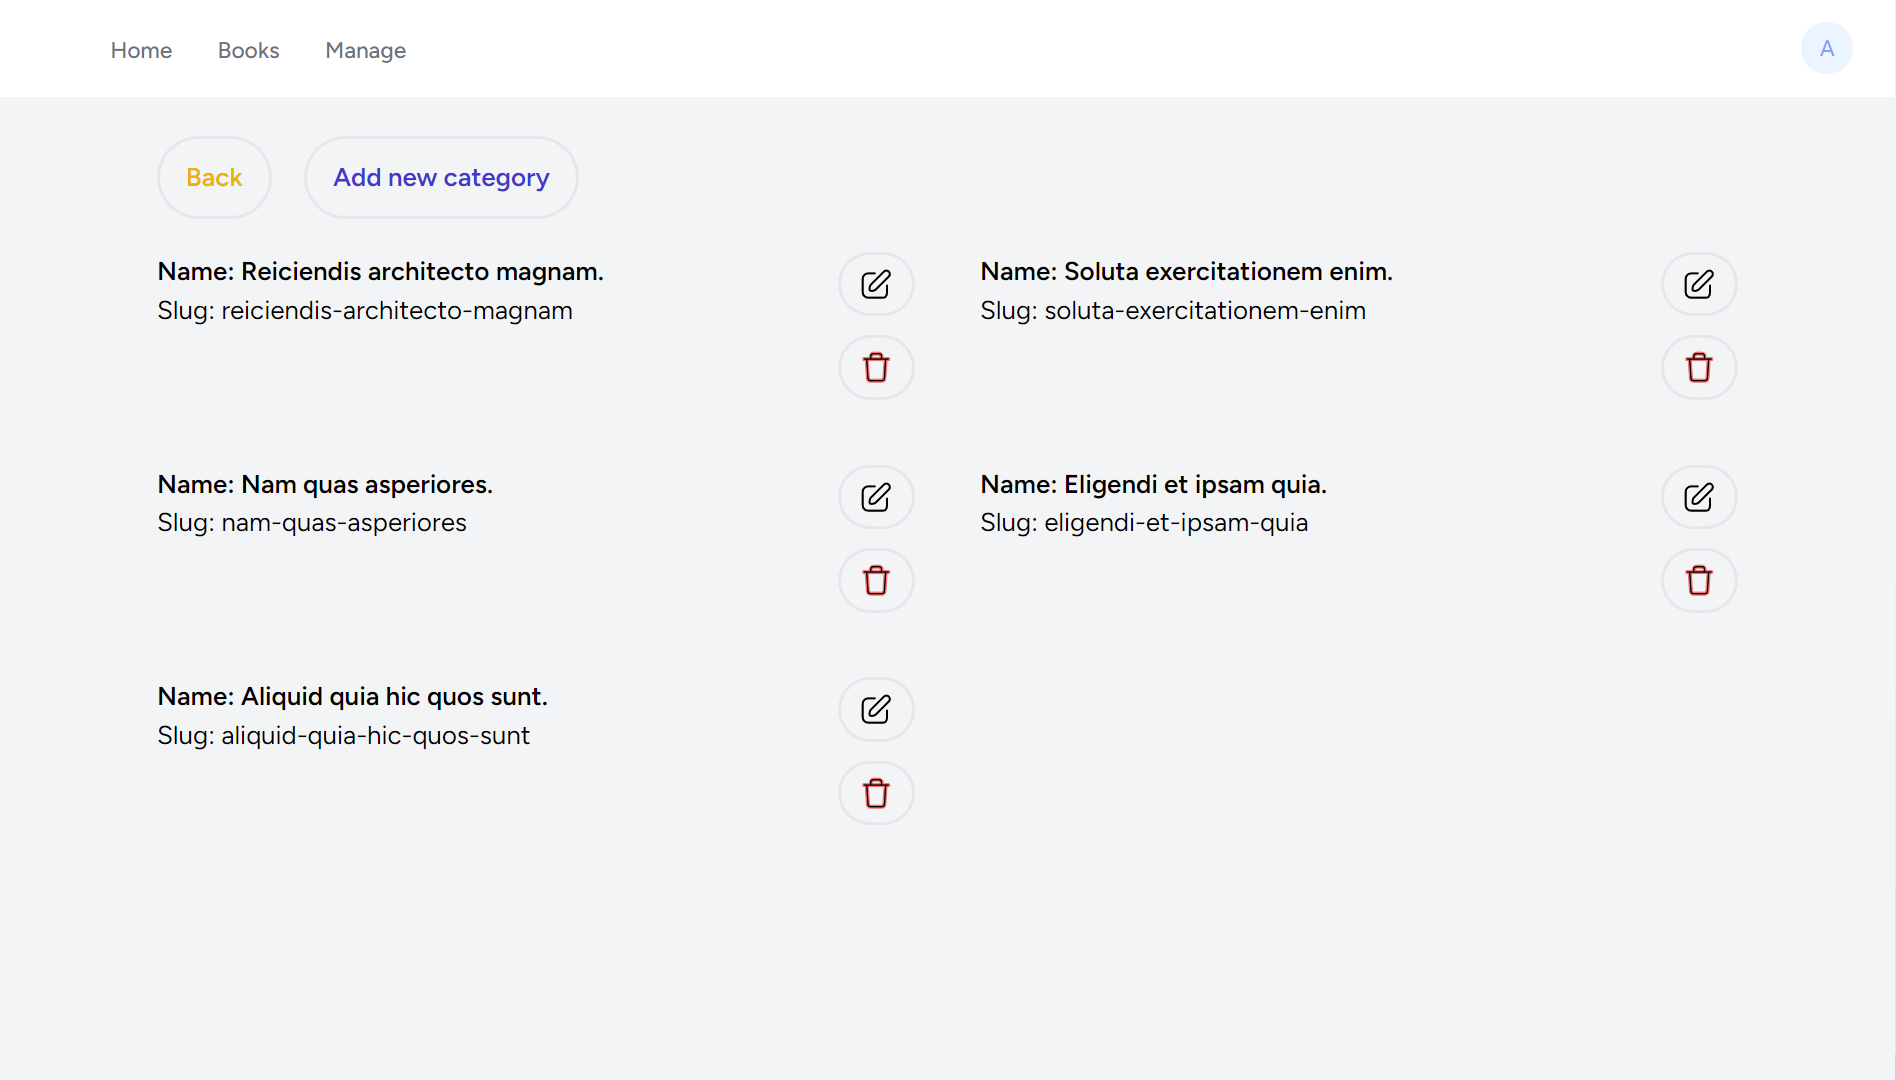 Home Books Manage A
Back Add new category
Name: Reiciendis architecto magnam.
Slug: reiciendis-architecto-magnam
Name: Soluta exercitationem enim.
Slug: soluta-exercitationem-enim
Name: Nam quas asperiores.
Slug: nam-quas-asperiores
Name: Eligendi et ipsam quia.
Slug: eligendi-et-ipsam-quia
Name: Aliquid quia hic quos sunt.
Slug: aliquid-quia-hic-quos-sunt